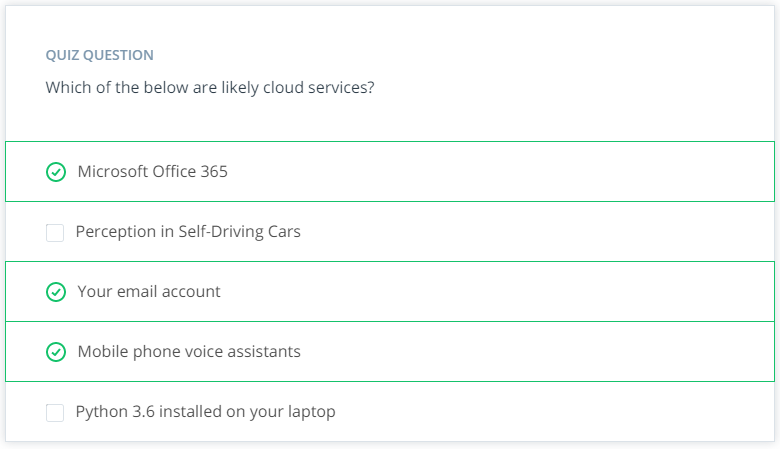 QUIZ QUESTION
Which of the below are likely cloud services?
Microsoft Office 365
Perception in Self-Driving Cars
Your email account
Mobile phone voice assistants
Python 3.6 installed on your laptop